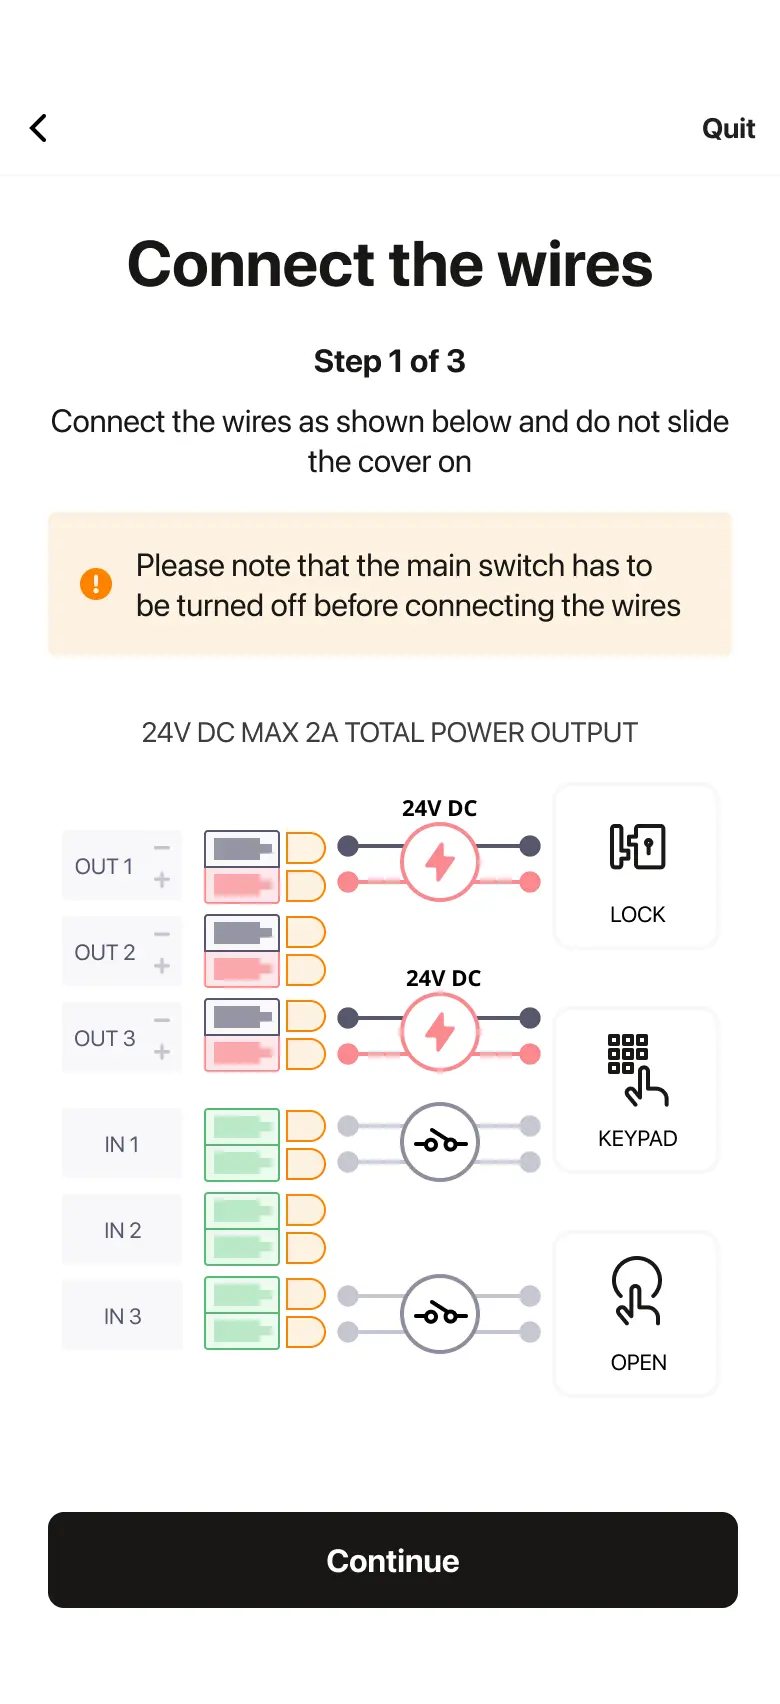 Quit
Connect the wires
Step 1 of 3
Connect the wires as shown below and do not slide
the cover on
Please note that the main switch has to
be turned off before connecting the wires
24V DC MAX 2A TOTAL POWER OUTPUT
24V DC
OUT 1 − +
LOCK
OUT 2 − +
24V DC
OUT 3 − +
KEYPAD
IN 1
IN 2
IN 3
OPEN
Continue